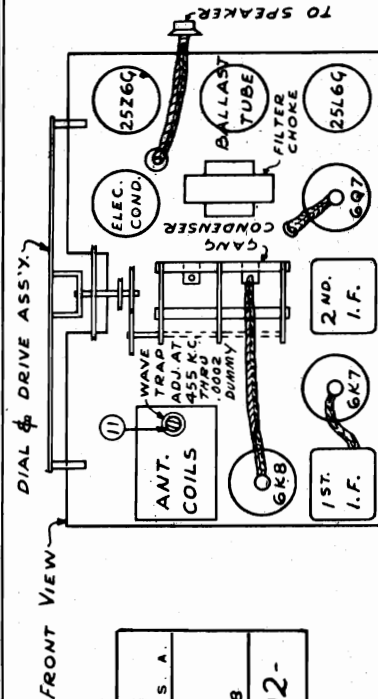 TO SPEAKER
25Z6G
BALLAST
TUBE
25L6G
FILTER
CHOKE
ELEC.
COND.
GANG
CONDENSER
6Q7
DIAL & DRIVE ASS'Y.
WAVE
TRAP
ADJ. AT
455 K.C.
THRU
.0002
DUMMY
2ND.
I.F.
11
ANT.
COILS
6K7
6K8
1ST.
I.F.
FRONT VIEW
S. A.
B
02-